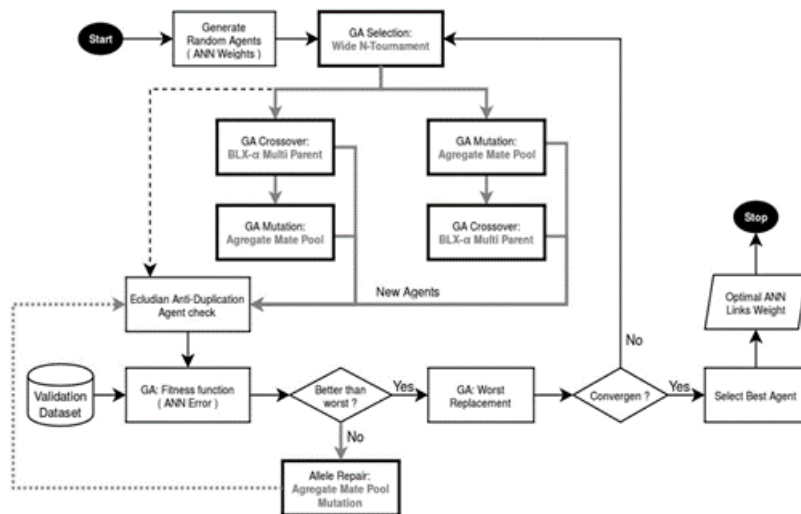 Start
Generate
Random Agents
( ANN Weights )
GA Selection:
Wide N-Tournament
GA Crossover:
BLX-α Multi Parent
GA Mutation:
Agregate Mate Pool
GA Mutation:
Agregate Mate Pool
GA Crossover:
BLX-α Multi Parent
Stop
Ecludian Anti-Duplication
Agent check
New Agents
Optimal ANN
Links Weight
No
Validation
Dataset
GA: Fitness function
( ANN Error )
Better than
worst ?
Yes
GA: Worst
Replacement
Convergen ?
Yes
Select Best Agent
No
Allele Repair:
Agregate Mate Pool
Mutation